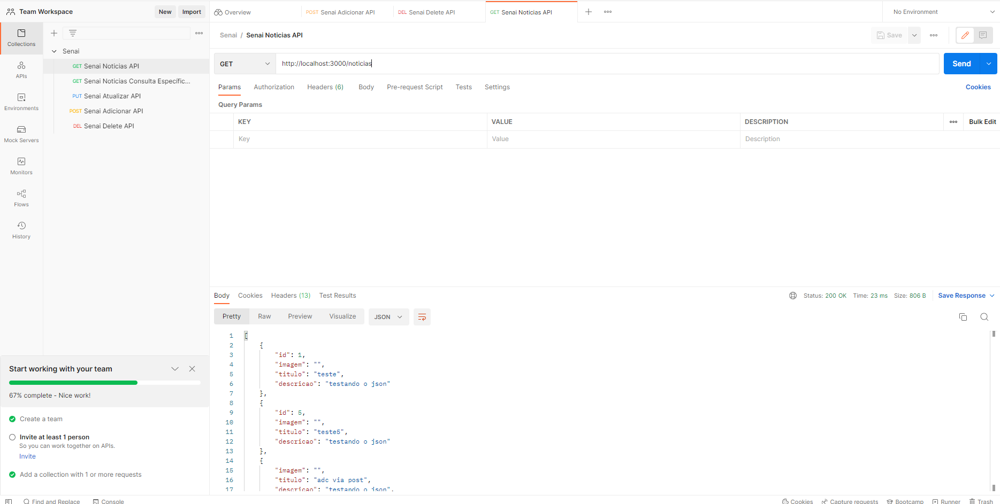 Team Workspace
New
Import
Overview
POST Senai Adicionar API
DEL Senai Delete API
GET Senai Noticias API
No Environment
Collections
APIs
Environments
Mock Servers
Monitors
Flows
History
Senai
GET Senai Noticias API
GET Senai Noticias Consulta Específic...
PUT Senai Atualizar API
POST Senai Adicionar API
DEL Senai Delete API
Start working with your team
67% complete - Nice work!
Create a team
Invite at least 1 person
So you can work together on APIs.
Invite
Add a collection with 1 or more requests
Senai / Senai Noticias API
Save
GET
http://localhost:3000/noticias
Send
Params
Authorization
Headers (6)
Body
Pre-request Script
Tests
Settings
Cookies
Query Params
KEY
VALUE
DESCRIPTION
Bulk Edit
Key
Value
Description
Body
Cookies
Headers (13)
Test Results
Status: 200 OK
Time: 23 ms
Size: 806 B
Save Response
Pretty
Raw
Preview
Visualize
JSON
1 [
2 {
3 "id": 1,
4 "imagem": "",
5 "titulo": "teste",
6 "descricao": "testando o json"
7 },
8 {
9 "id": 5,
10 "imagem": "",
11 "titulo": "teste5",
12 "descricao": "testando o json"
13 },
14 {
15 "imagem": "",
16 "titulo": "adc via post",
17 "descricao": "testando o json",
Find and Replace
Console
Cookies
Capture requests
Bootcamp
Runner
Trash